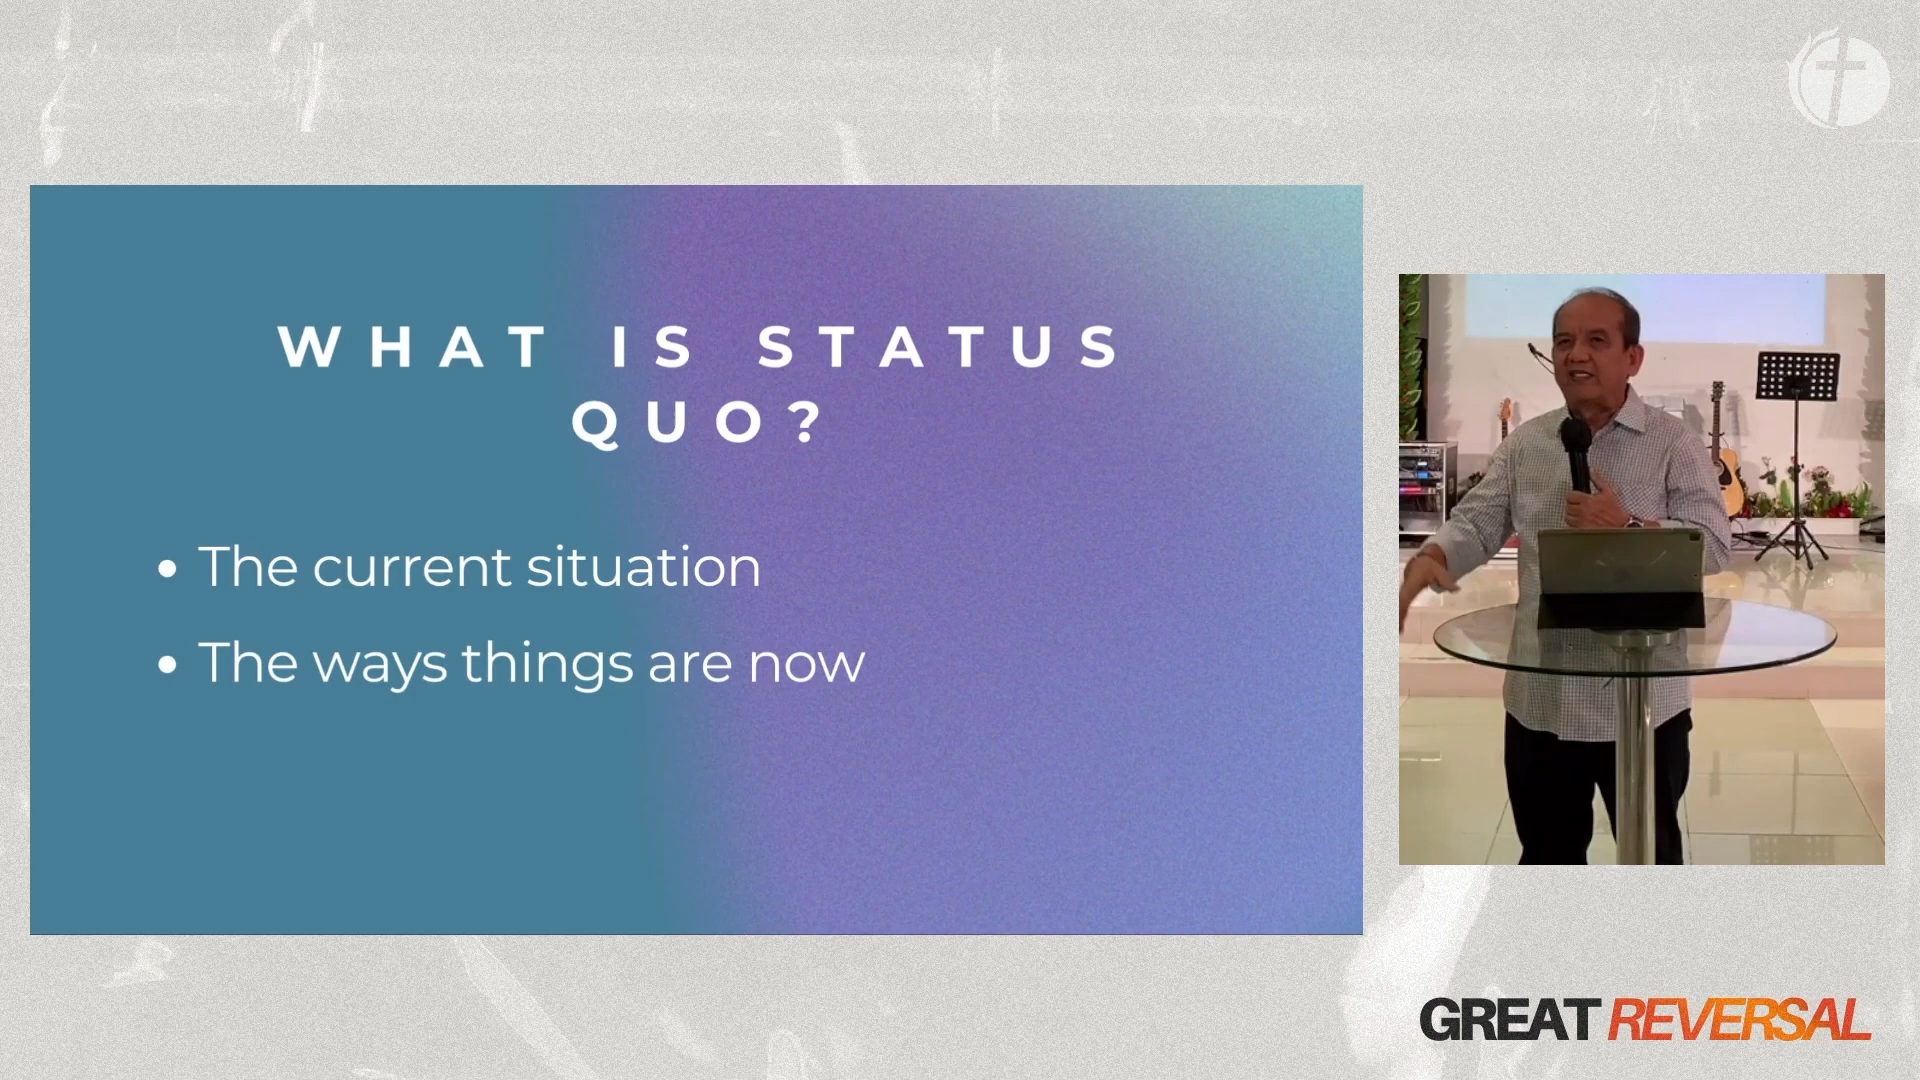 WHAT IS STATUS
QUO?
• The current situation
• The ways things are now
GREAT REVERSAL